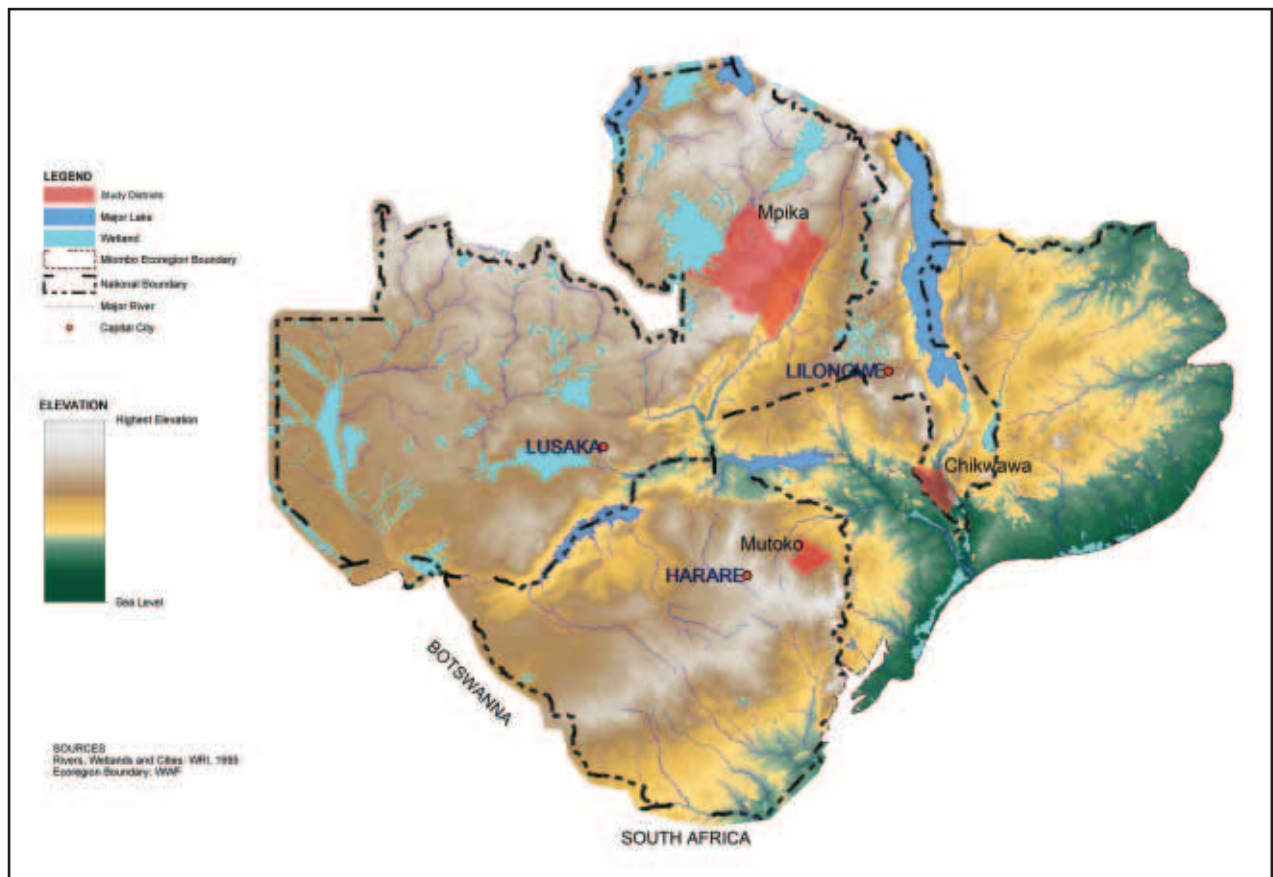 LEGEND
Study Districts
Major Lake
Wetland
Miombo Ecoregion Boundary
National Boundary
Major River
Capital City
ELEVATION
Highest Elevation
Sea Level
Mpika
LILONGWE
LUSAKA
Chikwawa
Mutoko
HARARE
BOTSWANNA
SOUTH AFRICA
SOURCES
Rivers, Wetlands and Cities: WRI, 1995
Ecoregion Boundary: WWF